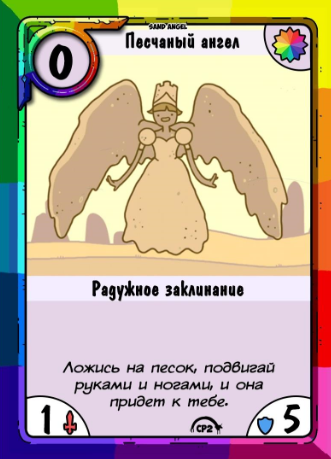 SAND ANGEL
0
Песчаный ангел
Радужное заклинание
Ложись на песок, подвигай
руками и ногами, и она
придет к тебе.
1
CP2
5